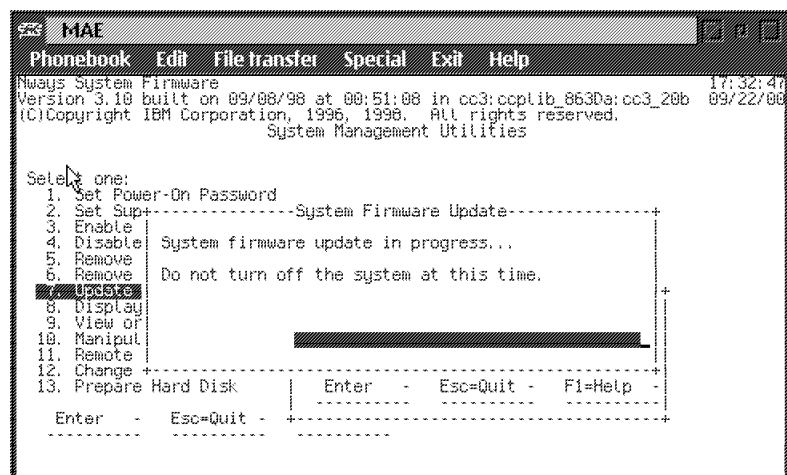 MAE
Phonebook Edit File transfer Special Exit Help
Nways System Firmware 17:32:47
Version 3.10 built on 09/08/98 at 00:51:08 in cc3:ccplib_863Da:cc3_20b 09/22/00
(C)Copyright IBM Corporation, 1996, 1998. All rights reserved.
System Management Utilities
Select one:
1. Set Power-On Password
2. Set Sup
System Firmware Update
3. Enable
4. Disable
System firmware update in progress...
5. Remove
6. Remove
Do not turn off the system at this time.
7. Update
8. Display
9. View or
10. Manipul
11. Remote
12. Change
13. Prepare Hard Disk
Enter - Esc=Quit - F1=Help -
Enter - Esc=Quit -